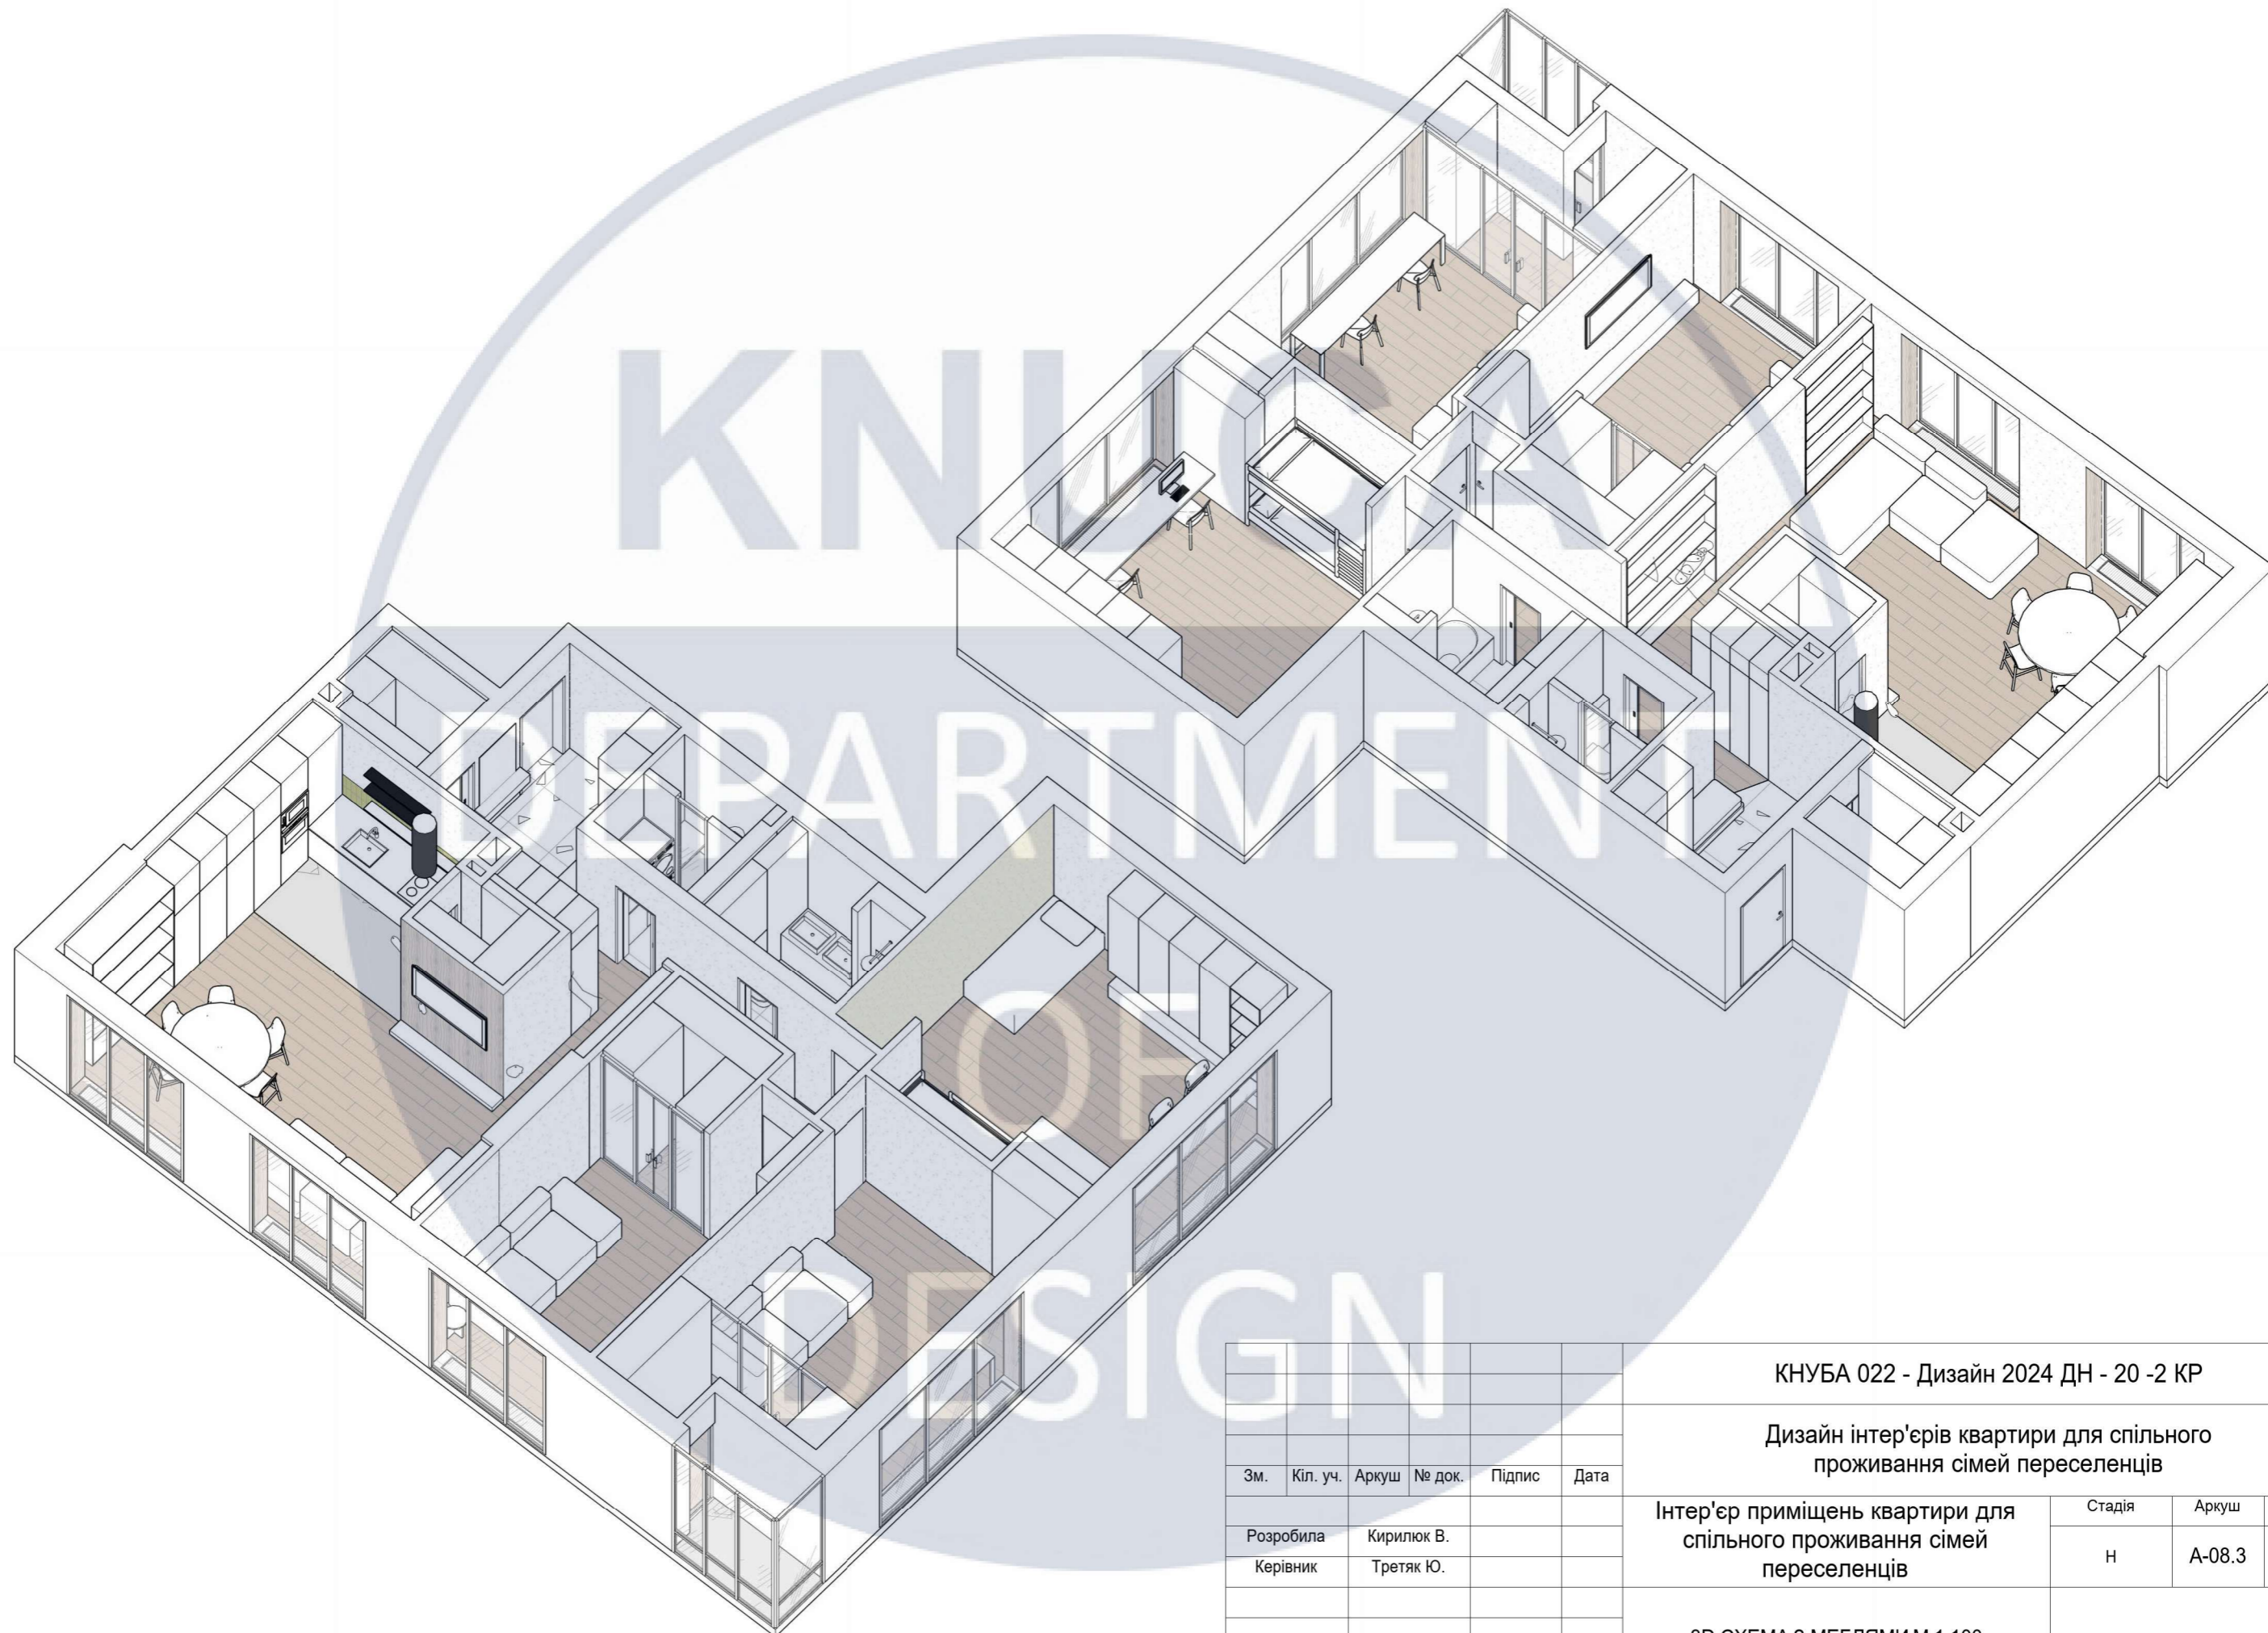 KNUCA
DEPARTMENT
OF
DESIGN
КНУБА 022 - Дизайн 2024 ДН - 20 -2 КР
Дизайн інтер'єрів квартири для спільного
проживання сімей переселенців
Зм. Кіл. уч. Аркуш № док. Підпис Дата
Інтер'єр приміщень квартири для
спільного проживання сімей
переселенців
Стадія Аркуш
Н А-08.3
Розробила Кирилюк В.
Керівник Третяк Ю.